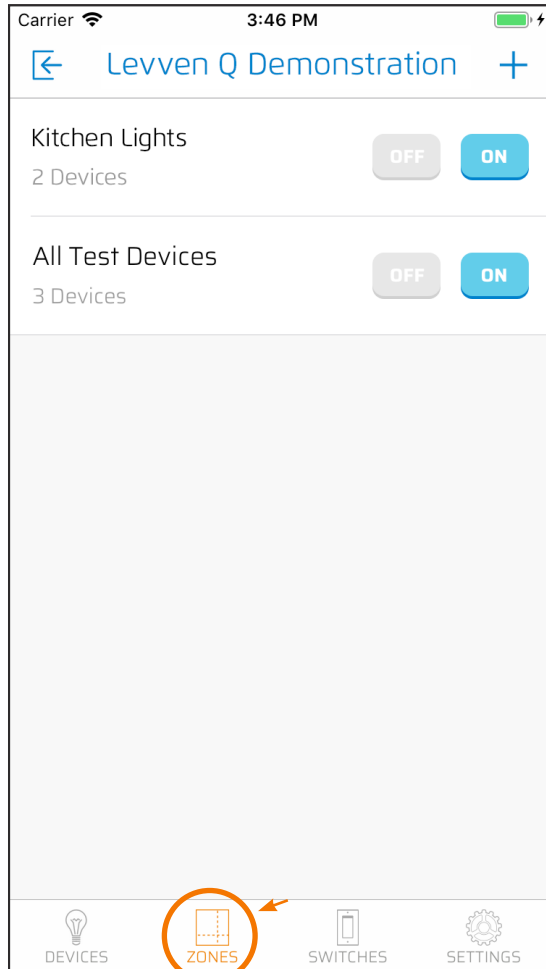 Carrier 3:46 PM
Levven Q Demonstration
Kitchen Lights
2 Devices
OFF ON
All Test Devices
3 Devices
OFF ON
DEVICES ZONES SWITCHES SETTINGS